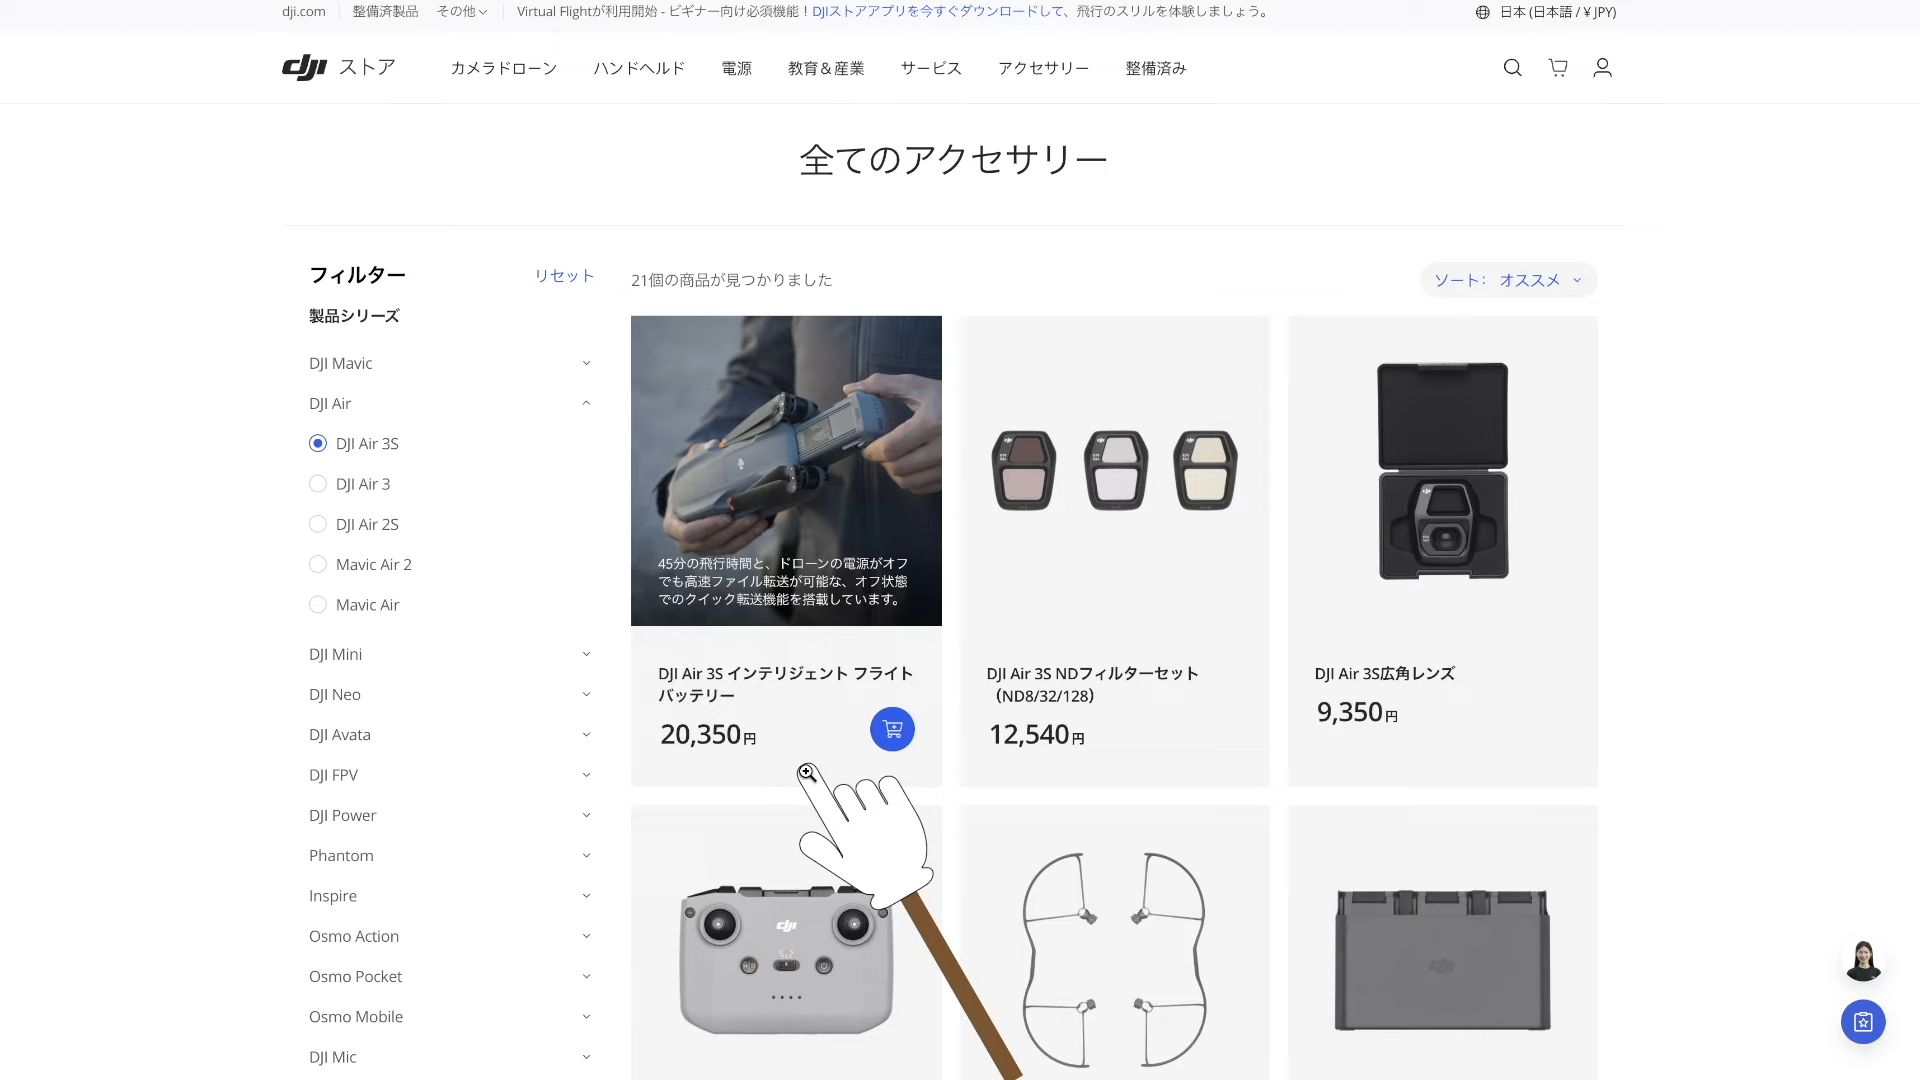 dji.com
整備済製品
その他
Virtual Flightが利用開始 - ビギナー向け必須機能！DJIストアアプリを今すぐダウンロードして、飛行のスリルを体験しましょう。
日本 (日本語 / ¥ JPY)
dji ストア
カメラドローン
ハンドヘルド
電源
教育＆産業
サービス
アクセサリー
整備済み
全てのアクセサリー
フィルター
リセット
21個の商品が見つかりました
ソート： オススメ
製品シリーズ
DJI Mavic
DJI Air
DJI Air 3S
DJI Air 3
DJI Air 2S
Mavic Air 2
Mavic Air
DJI Mini
DJI Neo
DJI Avata
DJI FPV
DJI Power
Phantom
Inspire
Osmo Action
Osmo Pocket
Osmo Mobile
DJI Mic
45分の飛行時間と、ドローンの電源がオフ
でも高速ファイル転送が可能な、オフ状態
でのクイック転送機能を搭載しています。
DJI Air 3S インテリジェント フライト
バッテリー
20,350円
DJI Air 3S NDフィルターセット
（ND8/32/128）
12,540円
DJI Air 3S広角レンズ
9,350円
dji